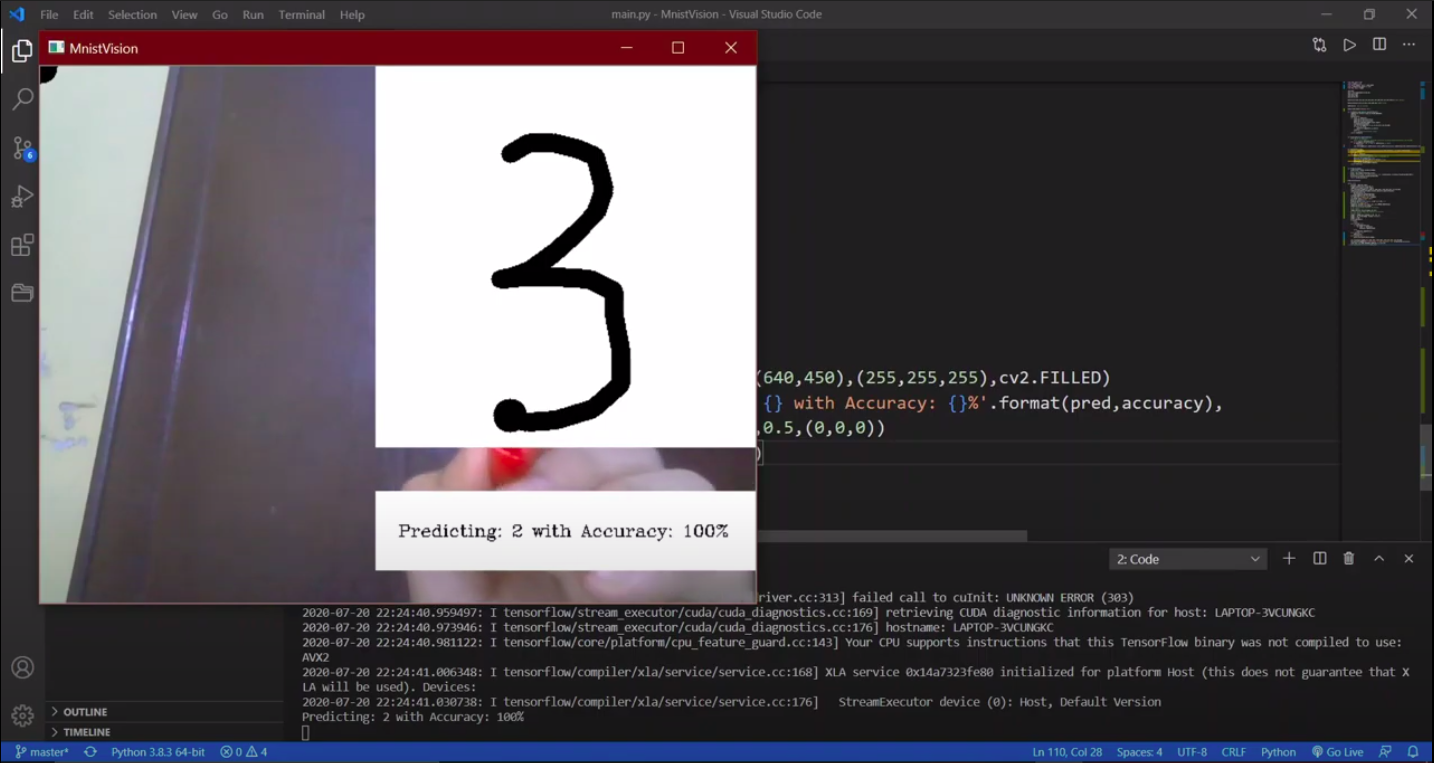 File Edit Selection View Go Run Terminal Help main.py - MnistVision - Visual Studio Code
MnistVision
6
3
(640,450),(255,255,255),cv2.FILLED)
{} with Accuracy: {}%'.format(pred,accuracy),
,0.5,(0,0,0))
)
Predicting: 2 with Accuracy: 100%
2: Code
river.cc:313] failed call to cuInit: UNKNOWN ERROR (303)
2020-07-20 22:24:40.959497: I tensorflow/stream_executor/cuda/cuda_diagnostics.cc:169] retrieving CUDA diagnostic information for host: LAPTOP-3VCUNGKC
2020-07-20 22:24:40.973946: I tensorflow/stream_executor/cuda/cuda_diagnostics.cc:176] hostname: LAPTOP-3VCUNGKC
2020-07-20 22:24:40.981122: I tensorflow/core/platform/cpu_feature_guard.cc:143] Your CPU supports instructions that this TensorFlow binary was not compiled to use:
AVX2
2020-07-20 22:24:41.006348: I tensorflow/compiler/xla/service/service.cc:168] XLA service 0x14a7323fe80 initialized for platform Host (this does not guarantee that X
LA will be used). Devices:
2020-07-20 22:24:41.030738: I tensorflow/compiler/xla/service/service.cc:176] StreamExecutor device (0): Host, Default Version
Predicting: 2 with Accuracy: 100%
OUTLINE
TIMELINE
master* Python 3.8.3 64-bit 0 4 Ln 110, Col 28 Spaces: 4 UTF-8 CRLF Python Go Live